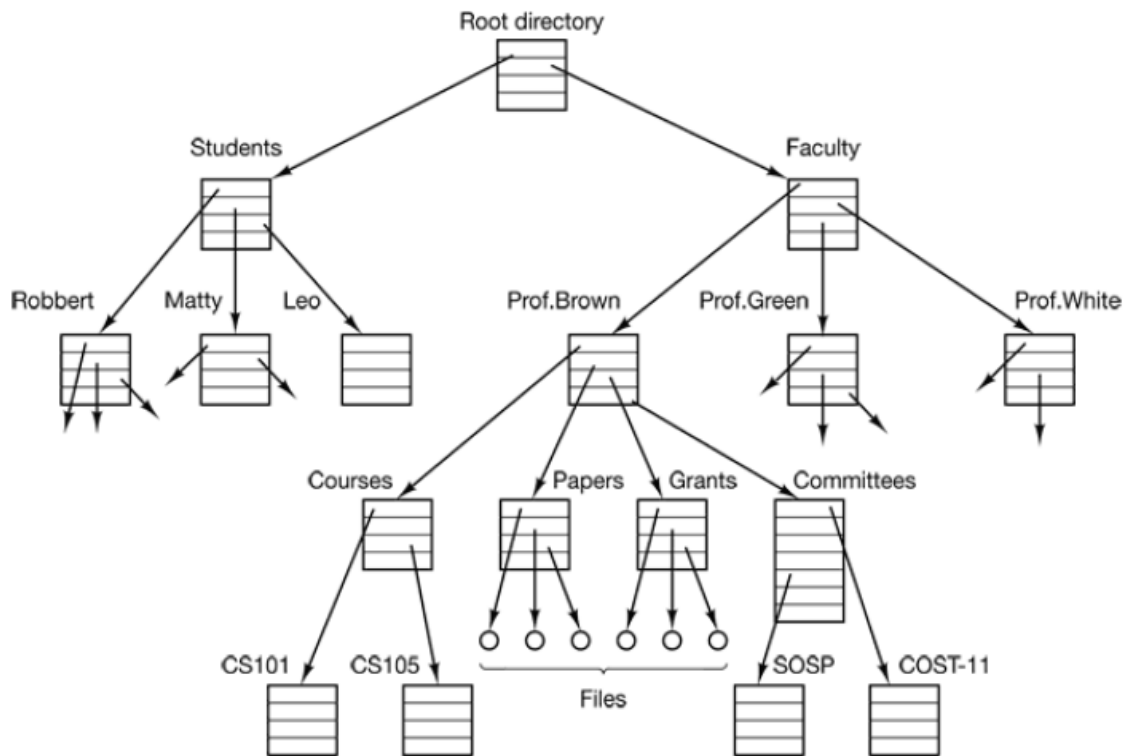 Root directory
Students
Faculty
Robbert
Matty
Leo
Prof.Brown
Prof.Green
Prof.White
Courses
Papers
Grants
Committees
CS101
CS105
SOSP
COST-11
Files